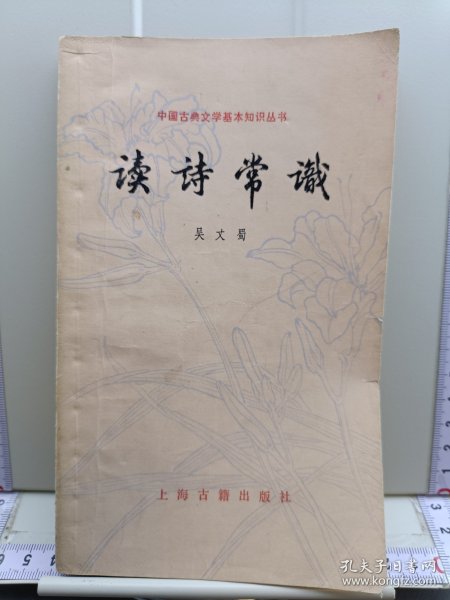 中国古典文学基本知识丛书
读诗常识
吴丈蜀
上海古籍出版社
孔夫子旧书网
www.kongfz.com